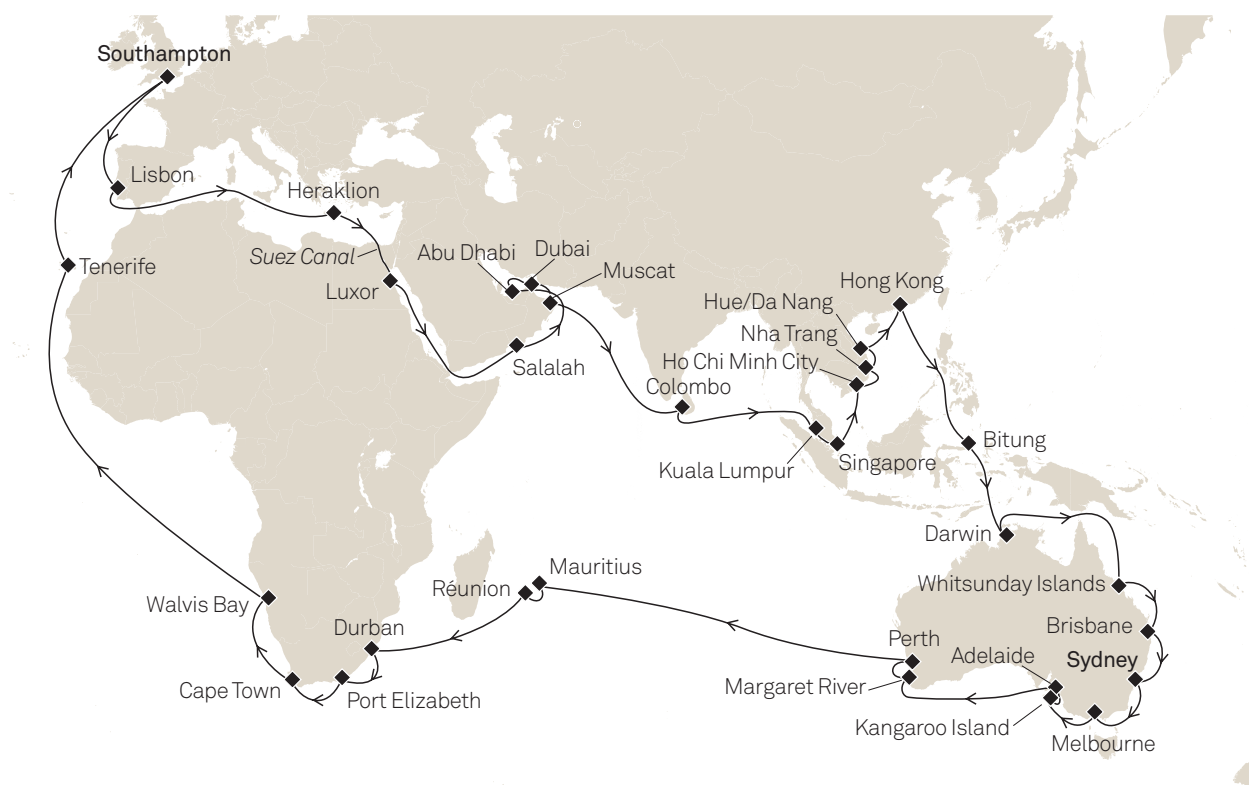 Southampton
Lisbon
Heraklion
Suez Canal
Abu Dhabi
Dubai
Muscat
Tenerife
Luxor
Hong Kong
Hue/Da Nang
Nha Trang
Ho Chi Minh City
Salalah
Colombo
Bitung
Kuala Lumpur
Singapore
Darwin
Mauritius
Réunion
Whitsunday Islands
Walvis Bay
Durban
Brisbane
Perth
Adelaide
Sydney
Cape Town
Port Elizabeth
Margaret River
Kangaroo Island
Melbourne